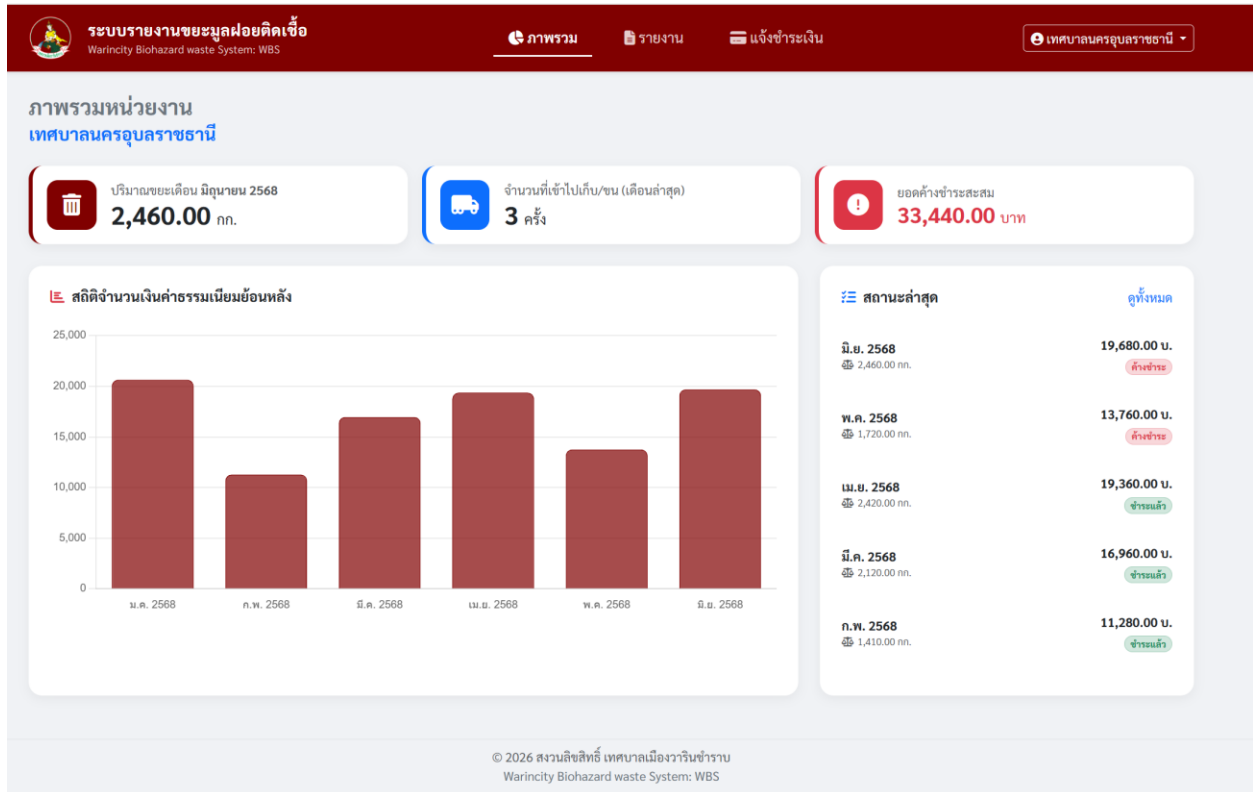 ระบบรายงานขยะมูลฝอยติดเชื้อ
Warincity Biohazard waste System: WBS
ภาพรวม
รายงาน
แจ้งชำระเงิน
เทศบาลนครอุบลราชธานี
ภาพรวมหน่วยงาน
เทศบาลนครอุบลราชธานี
ปริมาณขยะเดือน มิถุนายน 2568
2,460.00 กก.
จำนวนที่เข้าไปเก็บ/ขน (เดือนล่าสุด)
3 ครั้ง
ยอดค้างชำระสะสม
33,440.00 บาท
สถิติจำนวนเงินค่าธรรมเนียมย้อนหลัง
25,000
20,000
15,000
10,000
5,000
0
ม.ค. 2568
ก.พ. 2568
มี.ค. 2568
เม.ย. 2568
พ.ค. 2568
มิ.ย. 2568
สถานะล่าสุด
ดูทั้งหมด
มิ.ย. 2568
19,680.00 บ.
2,460.00 กก.
ค้างชำระ
พ.ค. 2568
13,760.00 บ.
1,720.00 กก.
ค้างชำระ
เม.ย. 2568
19,360.00 บ.
2,420.00 กก.
ชำระแล้ว
มี.ค. 2568
16,960.00 บ.
2,120.00 กก.
ชำระแล้ว
ก.พ. 2568
11,280.00 บ.
1,410.00 กก.
ชำระแล้ว
© 2026 สงวนลิขสิทธิ์ เทศบาลเมืองวารินชำราบ
Warincity Biohazard waste System: WBS